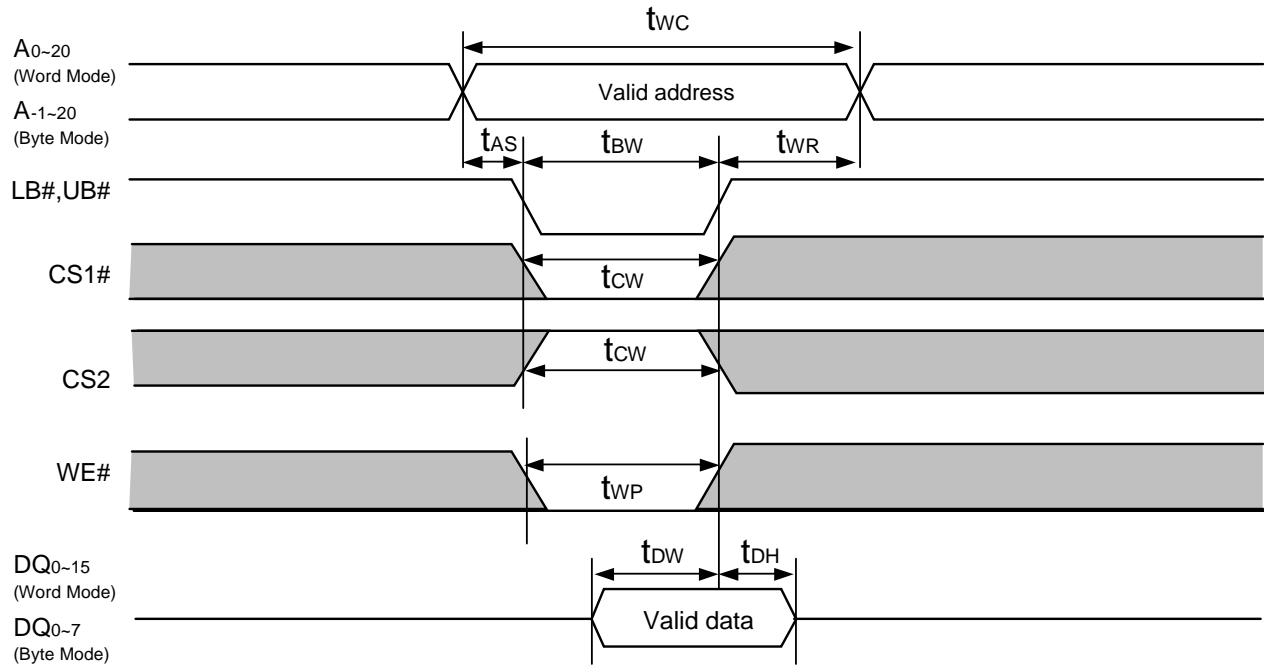 tWC
A0~20
(Word Mode)
Valid address
A-1~20
(Byte Mode)
tAS
tBW
tWR
LB#,UB#
CS1#
tCW
CS2
tCW
WE#
tWP
DQ0~15
(Word Mode)
tDW
tDH
DQ0~7
(Byte Mode)
Valid data